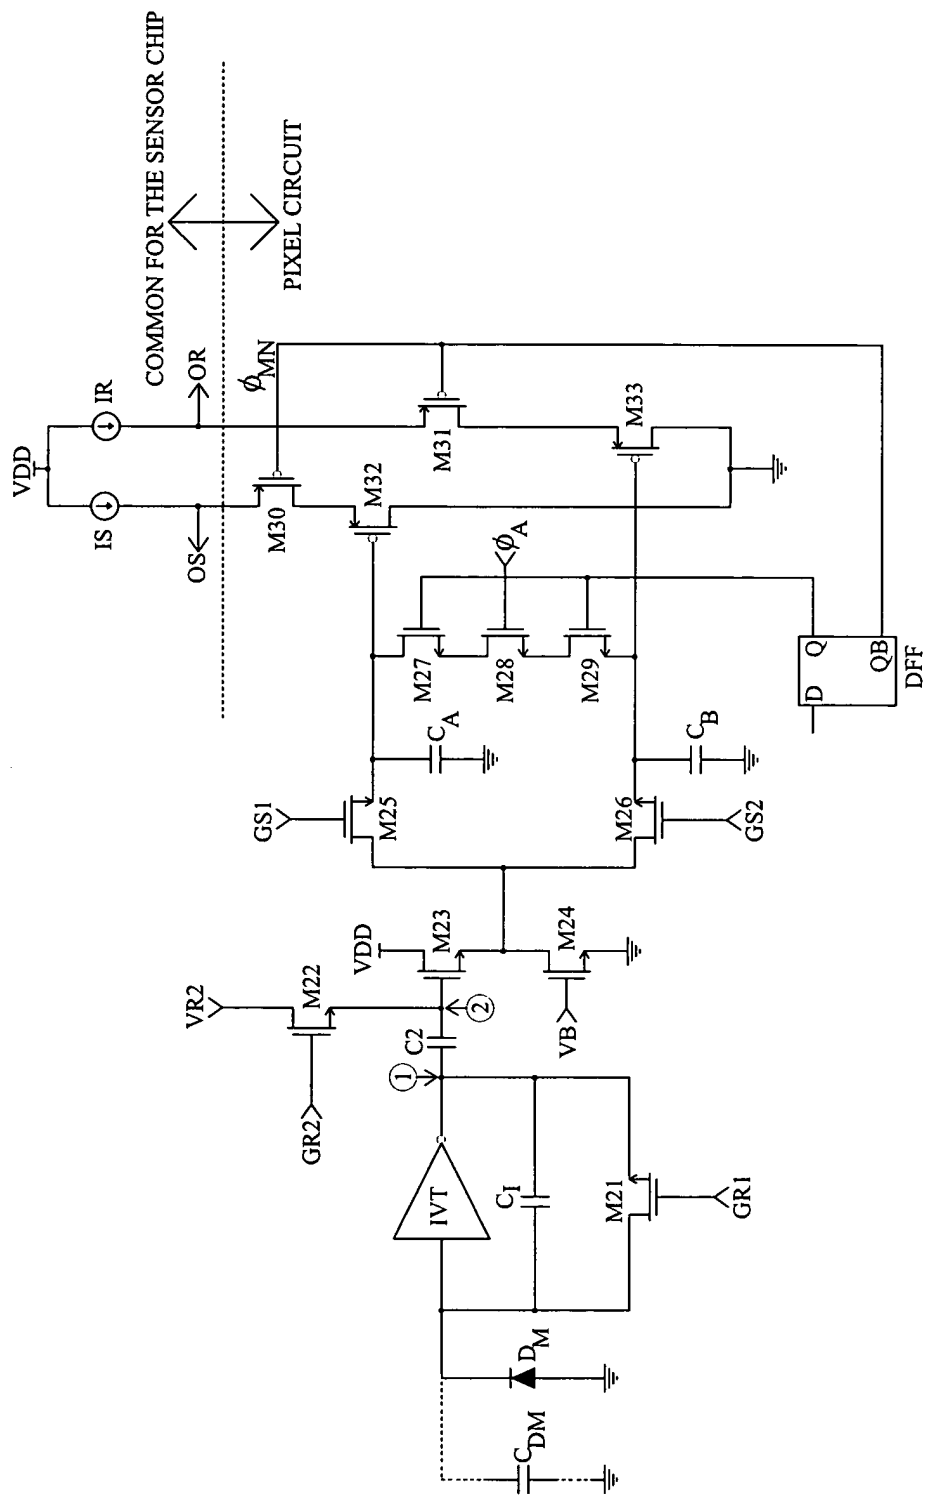 COMMON FOR THE SENSOR CHIP
PIXEL CIRCUIT
VDD
IS
IR
OS
OR
ϕMN
M30
M31
M32
M33
ϕA
M27
M28
M29
CA
CB
D
Q
QB
DFF
GS1
M25
M26
GS2
VDD
M23
M24
VB
VR2
M22
GR2
C2
1
2
IVT
CI
M21
GR1
DM
CDM